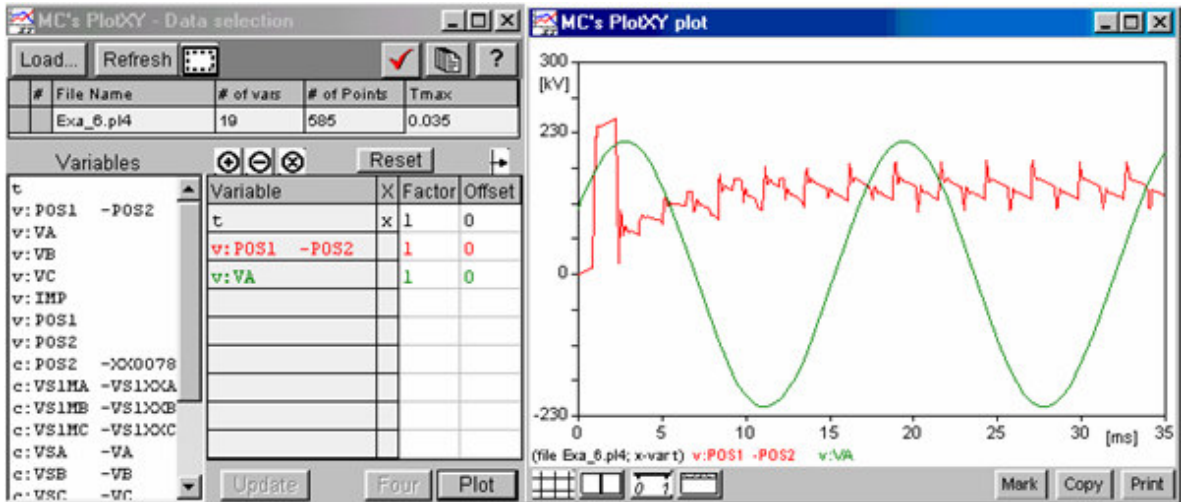 MC's PlotXY - Data selection
Load... Refresh ?
# File Name # of vars # of Points Tmax
Exa_6.pl4 19 585 0.035
Variables Reset
t
v:POS1 -POS2
v:VA
v:VB
v:VC
v:IMP
v:POS1
v:POS2
c:POS2 -XX0078
c:VS1MA -VS1XXA
c:VS1MB -VS1XXB
c:VS1MC -VS1XXC
c:VSA -VA
c:VSB -VB
c:VSC -VC
Variable X Factor Offset
t x 1 0
v:POS1 -POS2 1 0
v:VA 1 0
Update Four Plot
MC's PlotXY plot
300
[kV]
230
0
-230
0 5 10 15 20 25 30 [ms] 35
(file Exa_6.pl4; x-var t) v:POS1 -POS2 v:VA
0 1 Mark Copy Print